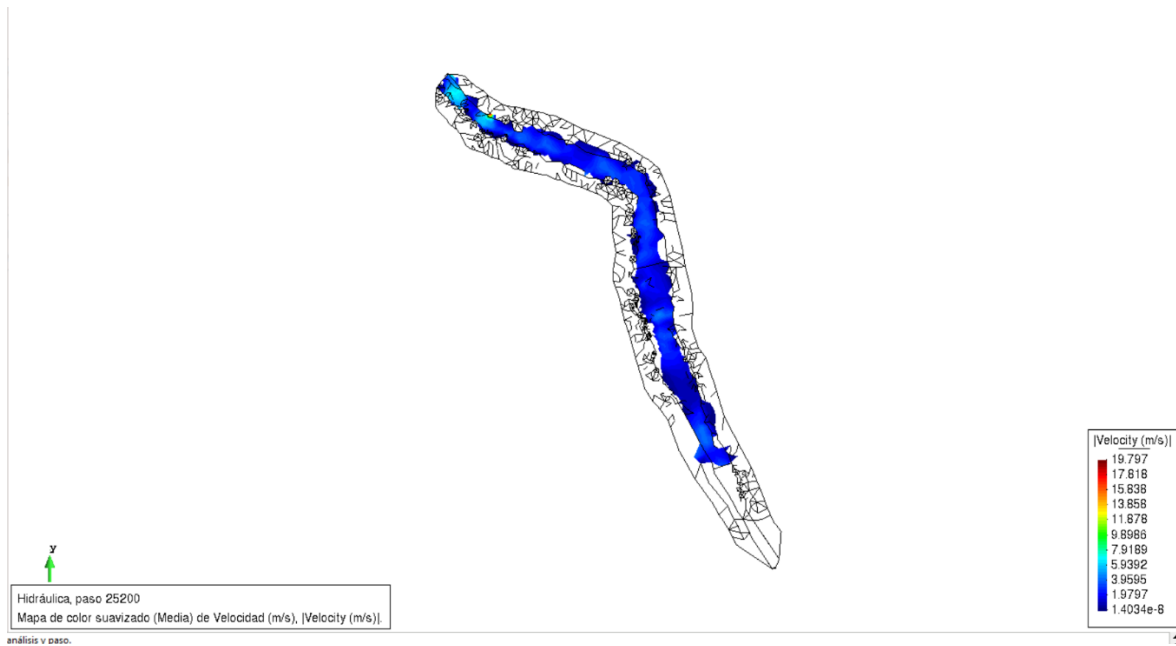 |Velocity (m/s)|
19.797
17.818
15.838
13.858
11.878
9.8986
7.9189
5.9392
3.9595
1.9797
1.4034e-8
y
Hidráulica, paso 25200
Mapa de color suavizado (Media) de Velocidad (m/s), |Velocity (m/s)|.
análisis y paso.